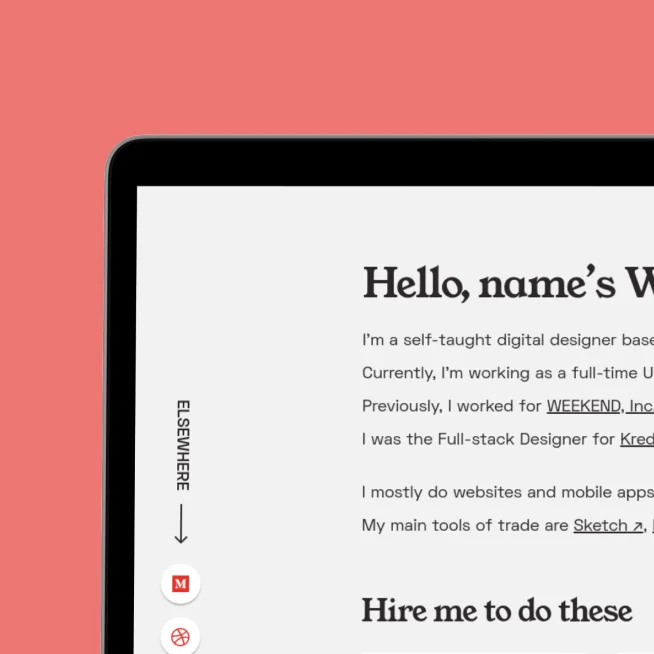 Hello, name’s
I’m a self-taught digital designer
Currently, I’m working as a full-time
Previously, I worked for WEEKEND, Inc.
I was the Full-stack Designer for
I mostly do websites and mobile apps
My main tools of trade are Sketch ↗,
Hire me to do these
ELSEWHERE
M